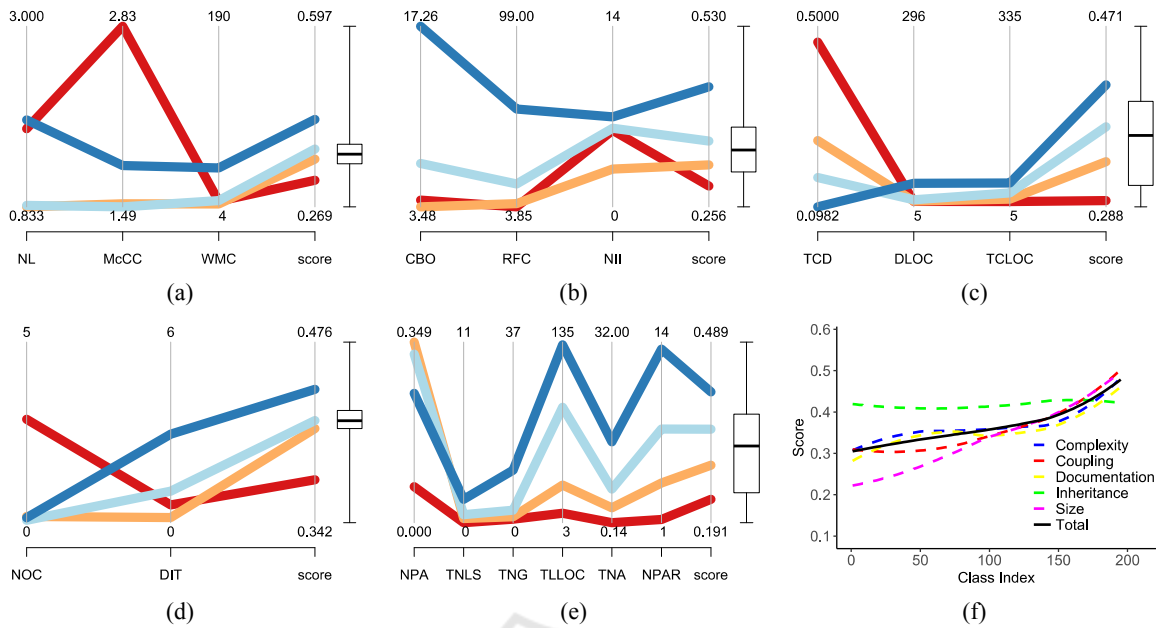 3.000 2.83 190 0.597
0.833 1.49 4 0.269
NL McCC WMC score
(a)
17.26 99.00 14 0.530
3.48 3.85 0 0.256
CBO RFC NII score
(b)
0.5000 296 335 0.471
0.0982 5 5 0.288
TCD DLOC TCLOC score
(c)
5 6 0.476
0 0 0.342
NOC DIT score
(d)
0.349 11 37 135 32.00 14 0.489
0.000 0 0 3 0.14 1 0.191
NPA TNLS TNG TLLOC TNA NPAR score
(e)
0.6
0.5
0.4
0.3
0.2
0.1
Score
Complexity
Coupling
Documentation
Inheritance
Size
Total
0 50 100 150 200
Class Index
(f)